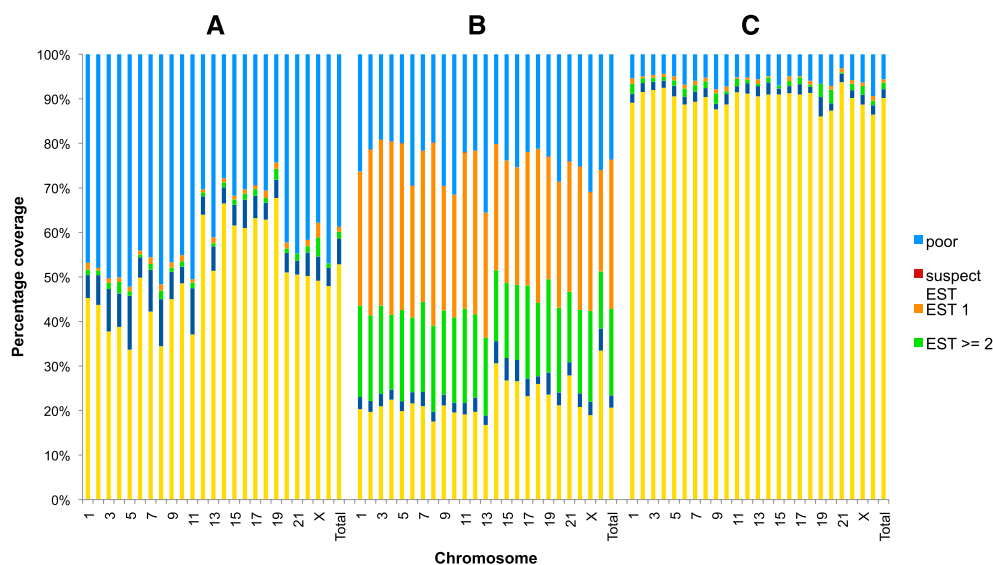 A B C
100%
90%
80%
70%
60%
50%
40%
30%
20%
10%
0%
Percentage coverage
1 3 5 7 9 11 13 15 17 19 21 X Total
1 3 5 7 9 11 13 15 17 19 21 X Total
1 3 5 7 9 11 13 15 17 19 21 X Total
Chromosome
poor
suspect
EST
EST 1
EST >= 2